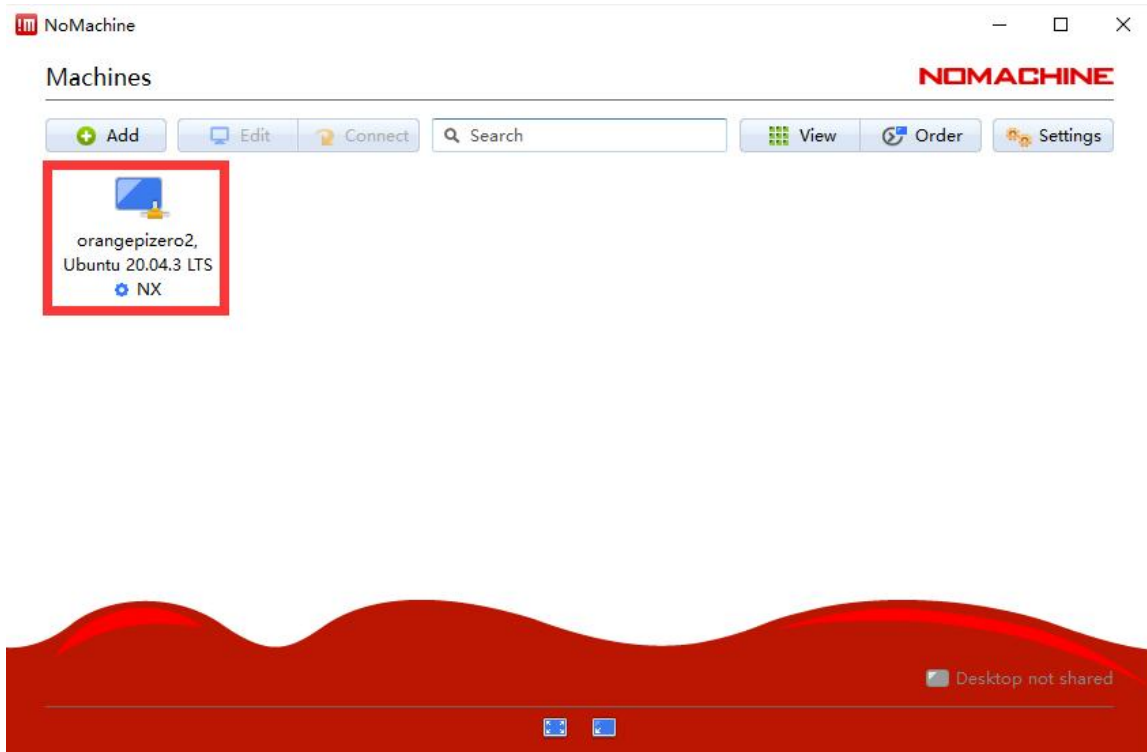 !M NoMachine
Machines
NOMACHINE
Add
Edit
Connect
Search
View
Order
Settings
orangepizero2,
Ubuntu 20.04.3 LTS
NX
Desktop not shared